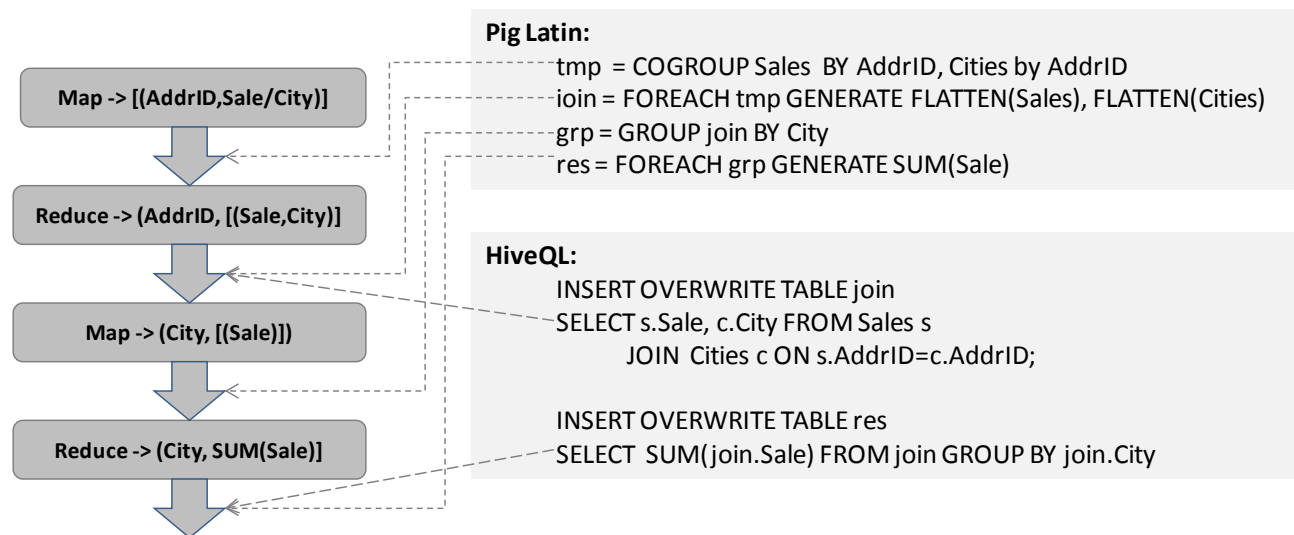 Map -> [(AddrID,Sale/City)]
Reduce -> (AddrID, [(Sale,City)]
Map -> (City, [(Sale)])
Reduce -> (City, SUM(Sale)]
Pig Latin:
tmp = COGROUP Sales BY AddrID, Cities by AddrID
ioin = FOREACH tmp GENERATE FLATTEN(Sales), FLATTEN(Cities)
grp = GROUP join BY City
res = FOREACH grp GENERATE SUM(Sale)
HiveQL:
INSERT OVERWRITE TABLE join
SELECT s.Sale, c.City FROM Sales s
JOIN Cities c ON s.AddrID=c.AddrID;
INSERT OVERWRITE TABLE res
SELECT SUM(join.Sale) FROM join GROUP BY join.City